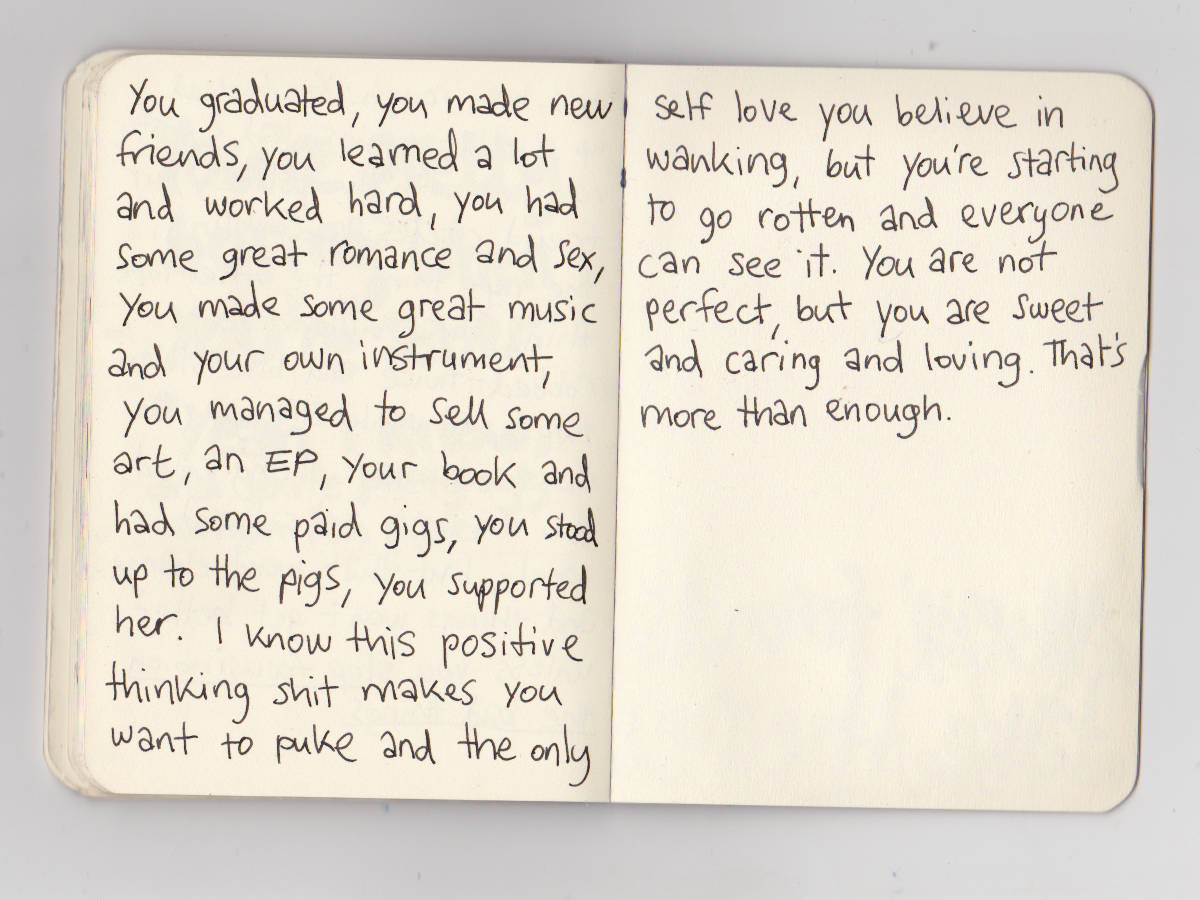 You graduated, you made new
friends, you learned a lot
and worked hard, you had
some great romance and sex,
you made some great music
and your own instrument,
you managed to sell some
art, an EP, your book and
had some paid gigs, you stood
up to the pigs, you supported
her. I know this positive
thinking shit makes you
want to puke and the only
self love you believe in
wanking, but you're starting
to go rotten and everyone
can see it. You are not
perfect, but you are sweet
and caring and loving. That's
more than enough.